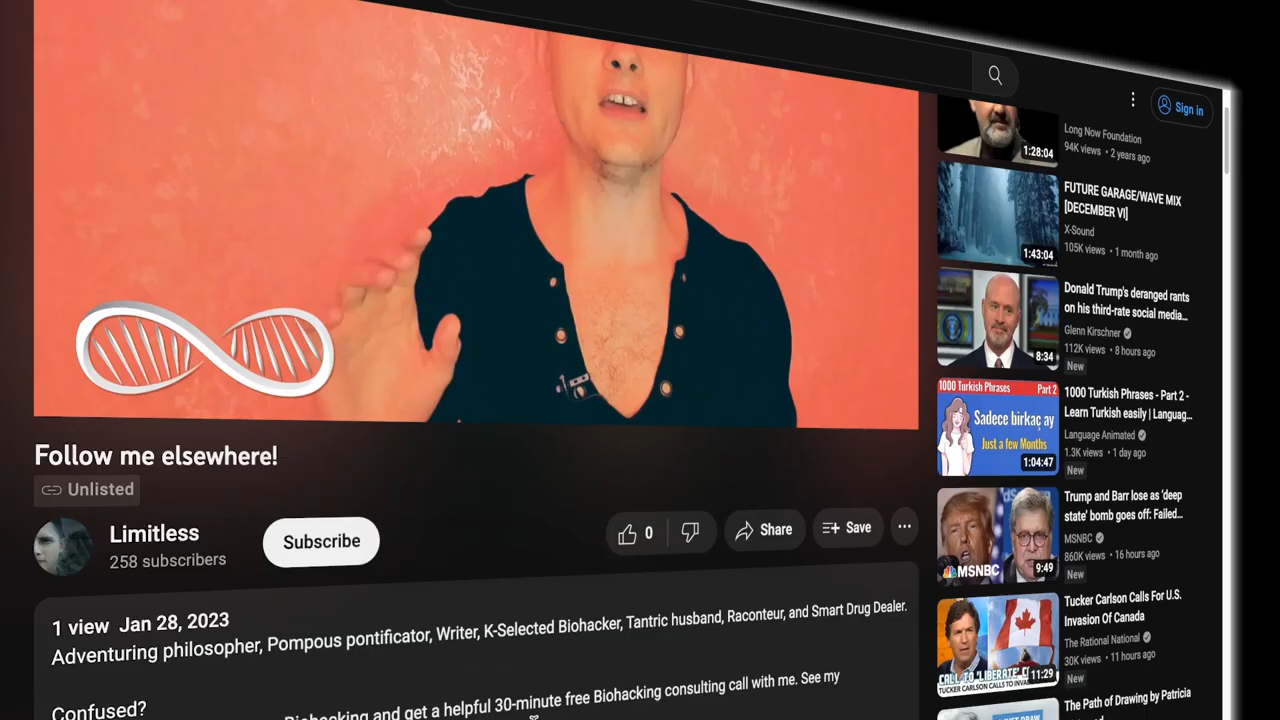 Sign in
1:28:04
Long Now Foundation
94K views • 2 years ago
1:43:04
FUTURE GARAGE/WAVE MIX
[DECEMBER VI]
X-Sound
105K views • 1 month ago
8:34
Donald Trump's deranged rants
on his third-rate social media...
Glenn Kirschner
112K views • 8 hours ago
New
1000 Turkish Phrases Part 2
Sadece birkaç ay
Just a few Months
1:04:47
1000 Turkish Phrases - Part 2 -
Learn Turkish easily | Languag...
Language Animated
1.3K views • 1 day ago
New
MSNBC
9:49
Trump and Barr lose as 'deep
state' bomb goes off: Failed...
MSNBC
860K views • 16 hours ago
New
CALL TO 'LIBERATE'
TUCKER CARLSON CALLS TO
11:29
Tucker Carlson Calls For U.S.
Invasion Of Canada
The Rational National
30K views • 11 hours ago
New
The Path of Drawing by Patricia
Follow me elsewhere!
Unlisted
Limitless
258 subscribers
Subscribe
0
Share
Save
1 view Jan 28, 2023
Adventuring philosopher, Pompous pontificator, Writer, K-Selected Biohacker, Tantric husband, Raconteur, and Smart Drug Dealer.
Confused?
Biohacking and get a helpful 30-minute free Biohacking consulting call with me. See my